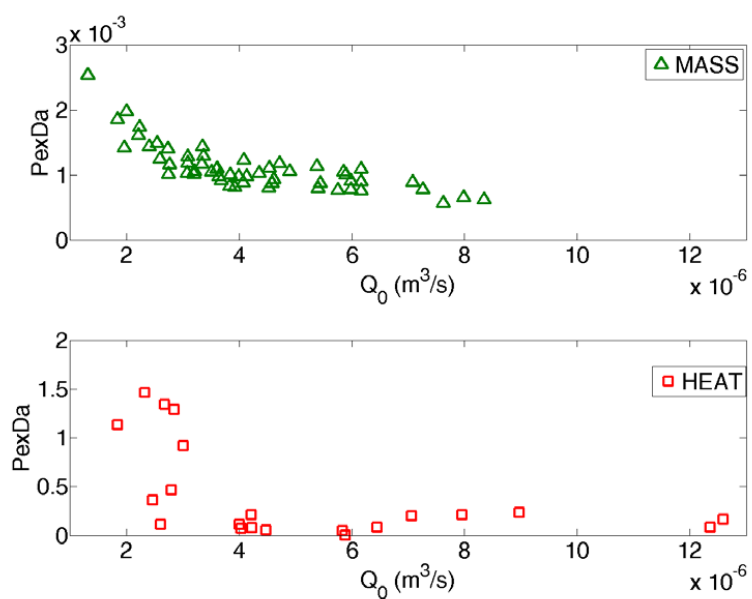 x 10⁻³
3
2
1
0
PexDa
MASS
2 4 6 8 10 12
Q₀ (m³/s)
x 10⁻⁶
2
1.5
1
0.5
0
PexDa
HEAT
2 4 6 8 10 12
Q₀ (m³/s)
x 10⁻⁶